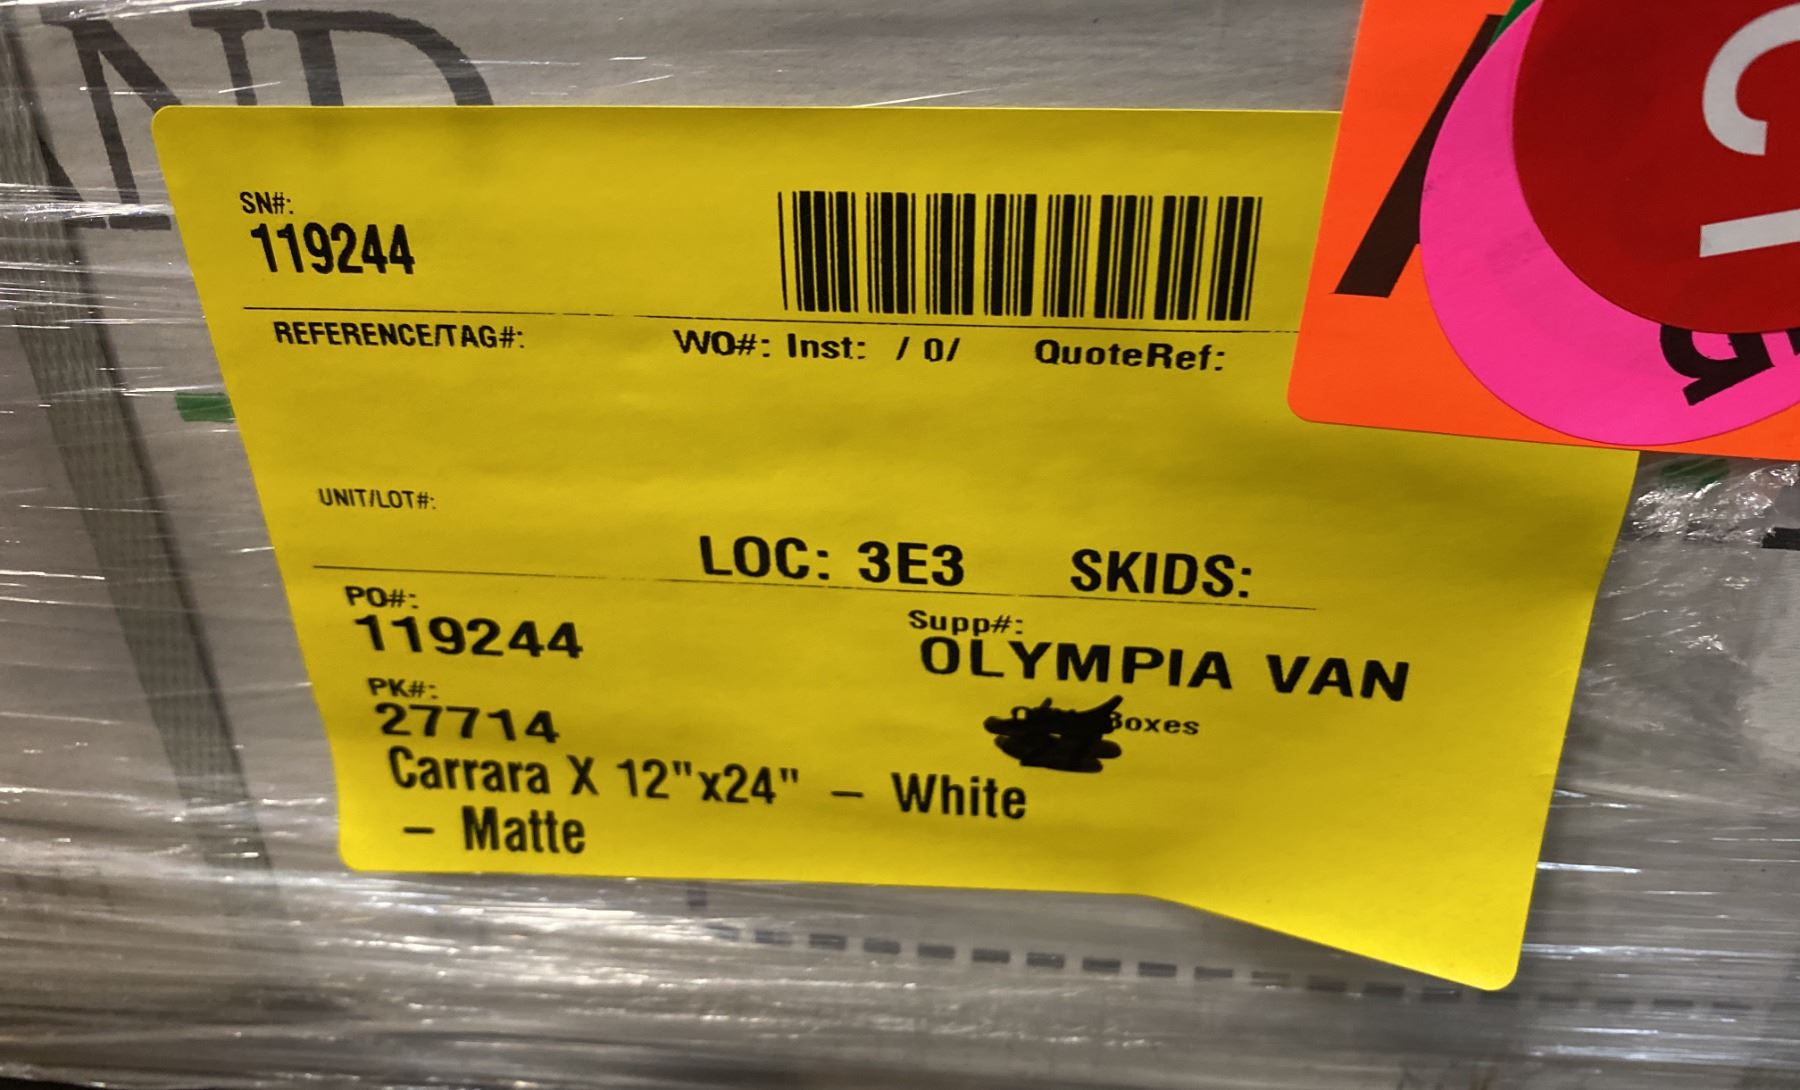 ND
SN#:
119244
REFERENCE/TAG#: WO#: Inst: / 0/ QuoteRef:
UNIT/LOT#:
LOC: 3E3 SKIDS:
PO#:
119244
Supp#:
OLYMPIA VAN
PK#:
27714
Boxes
Carrara X 12"x24" – White
– Matte